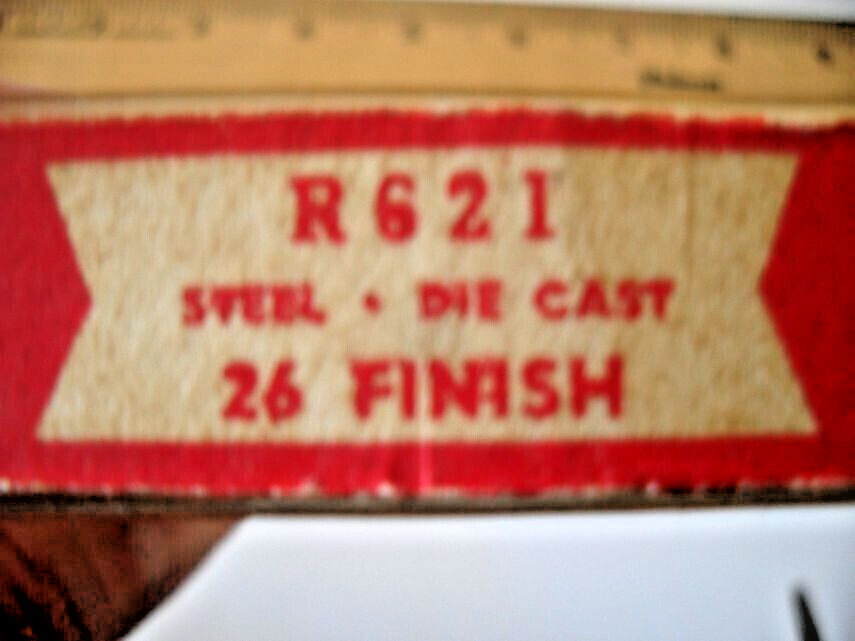 R621
STEEL • DIE CAST
26 FINISH